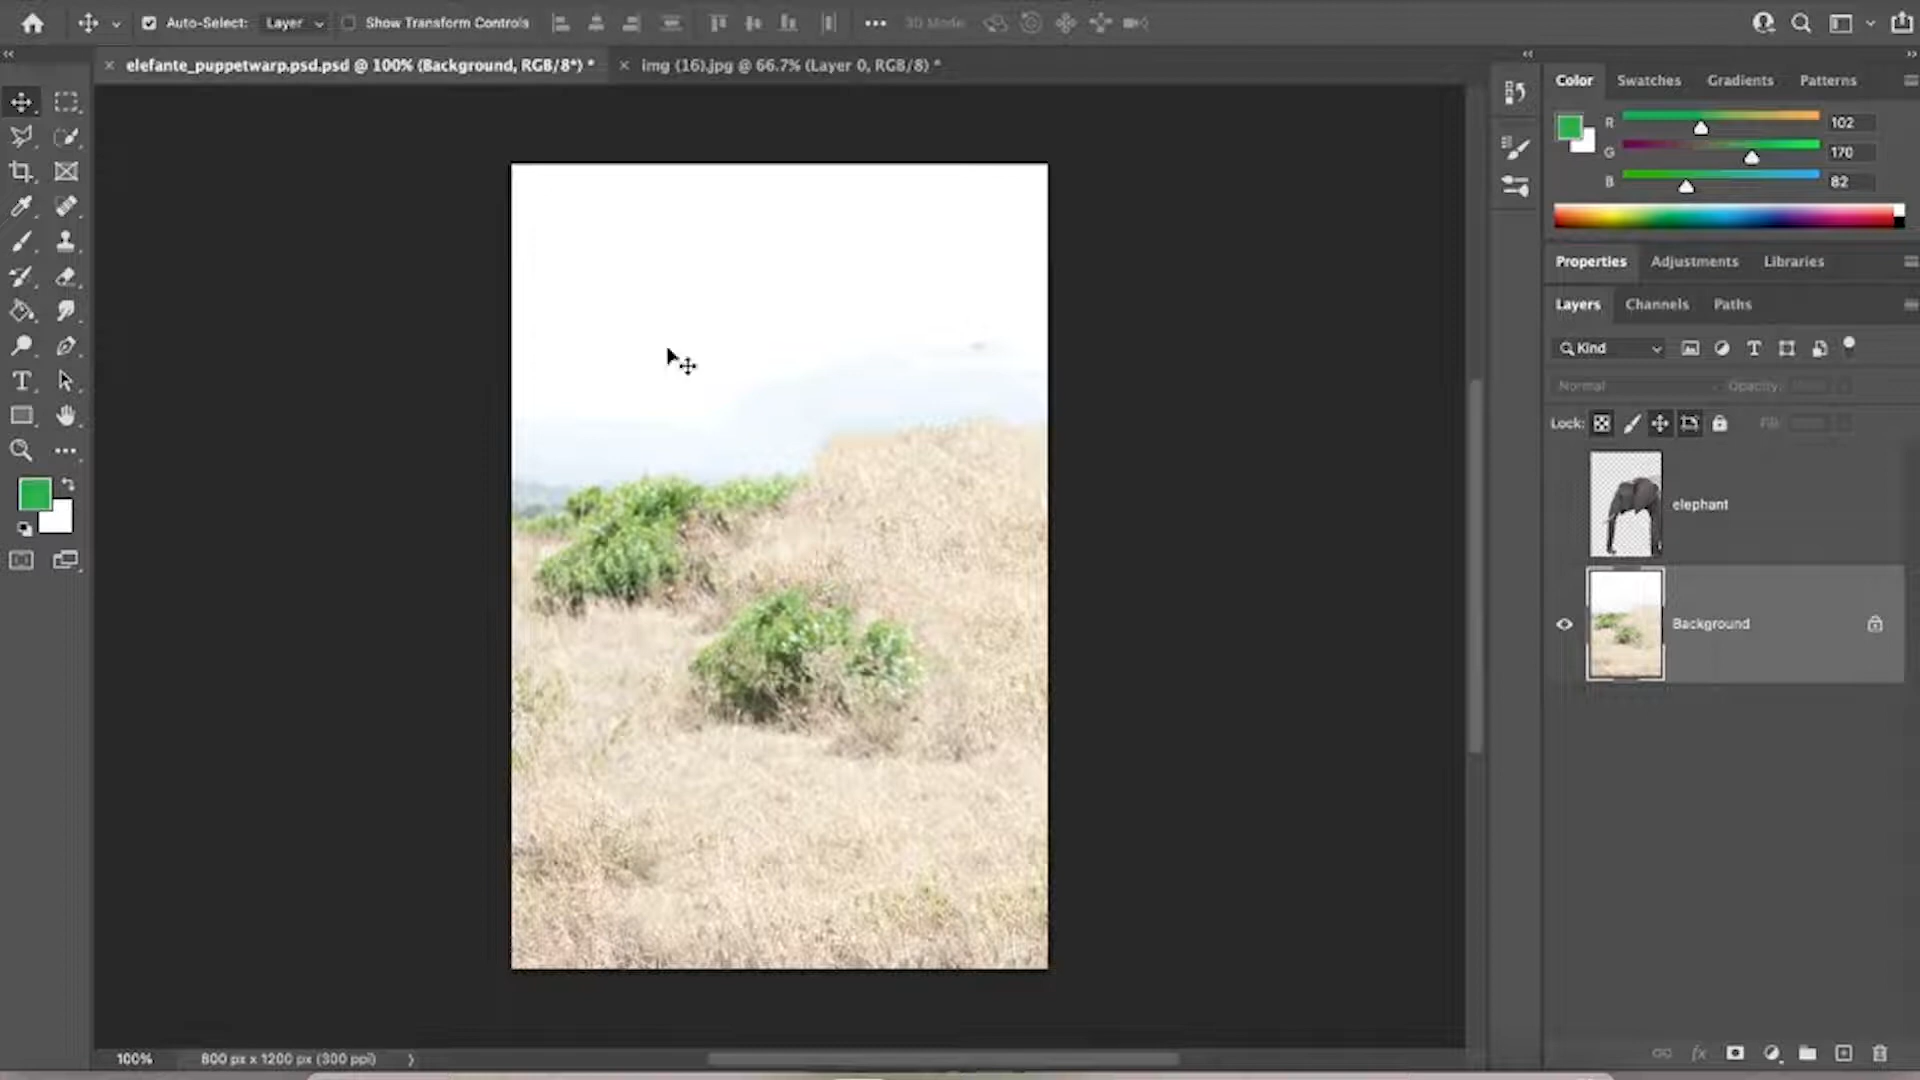 Auto-Select: Layer Show Transform Controls 3D Mode
elefante_puppetwarp.psd.psd @ 100% (Background, RGB/8*) * img (16).jpg @ 66.7% (Layer 0, RGB/8) *
Color Swatches Gradients Patterns
R 102
G 170
B 82
Properties Adjustments Libraries
Layers Channels Paths
Kind
Normal Opacity:
Lock: Fill:
elephant
Background
100% 800 px x 1200 px (300 ppi)